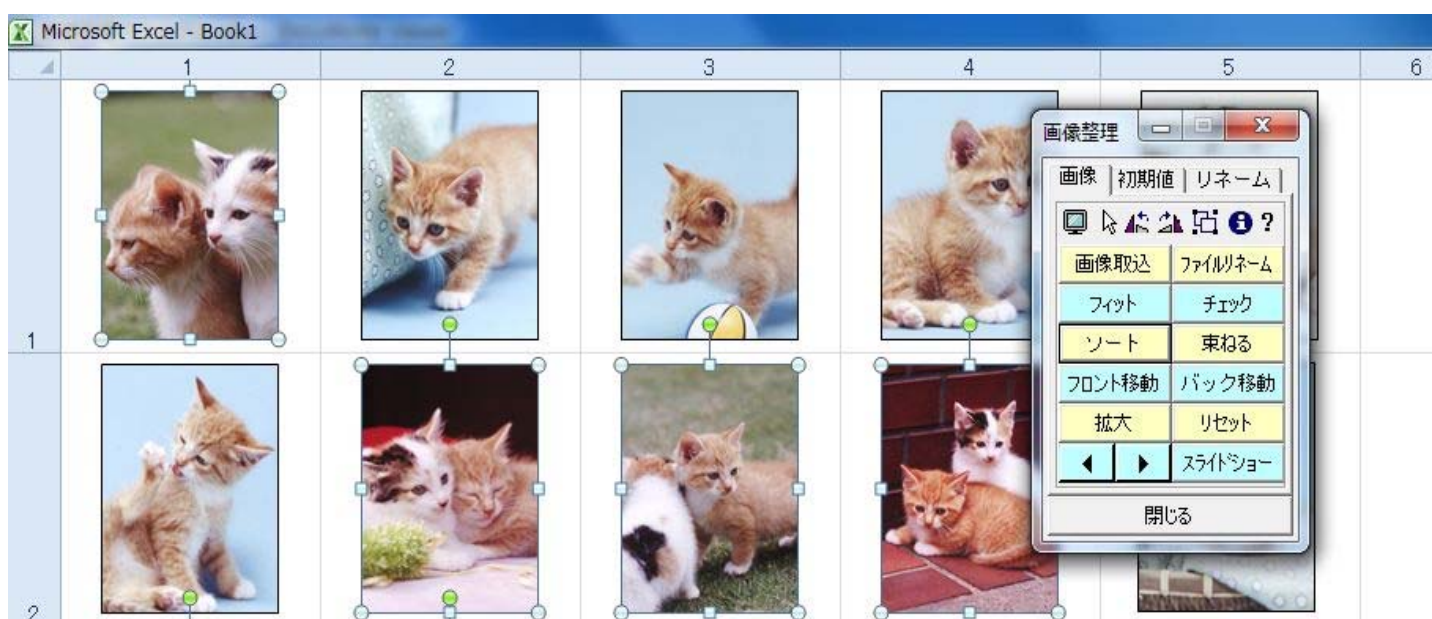 Microsoft Excel - Book1
1 2 3 4 5 6
1
2
画像整理
画像 初期値 リネーム
?
画像取込 ファイルリネーム
フィット チェック
ソート 束ねる
フロント移動 バック移動
拡大 リセット
スライドショー
閉じる